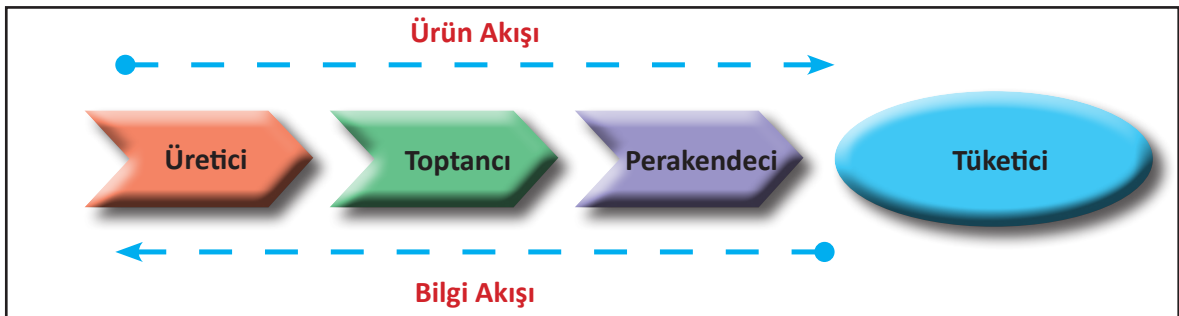 Ürün Akışı
Üretici Toptancı Perakendeci Tüketici
Bilgi Akışı